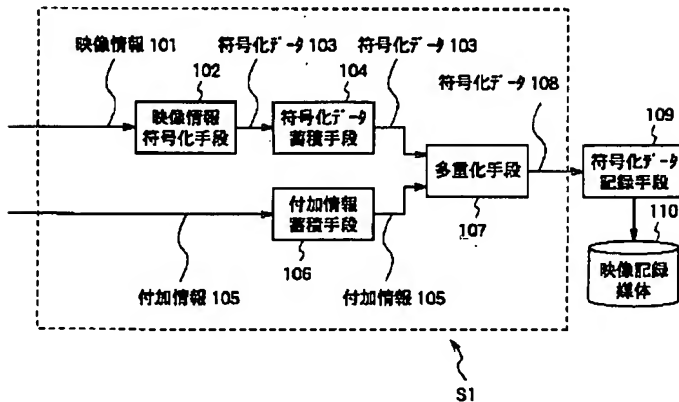 映像情報 101
符号化データ 103
符号化データ 103
102
104
符号化データ 108
映像情報
符号化手段
符号化データ
蓄積手段
109
多重化手段
符号化データ
記録手段
107
付加情報
蓄積手段
106
110
映像記録
媒体
付加情報 105
付加情報 105
S1